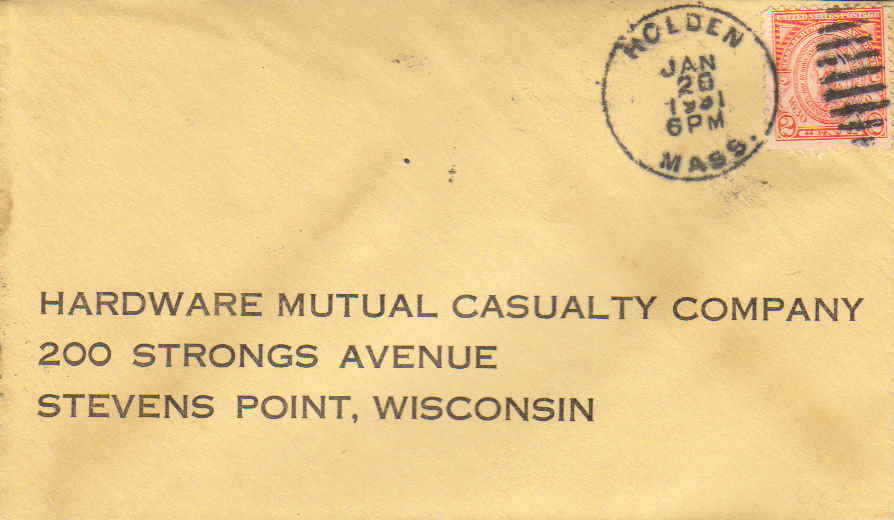 HOLDEN
JAN
28
1931
6PM
MASS.
UNITED STATES POSTAGE
2
HARDWARE MUTUAL CASUALTY COMPANY
200 STRONGS AVENUE
STEVENS POINT, WISCONSIN